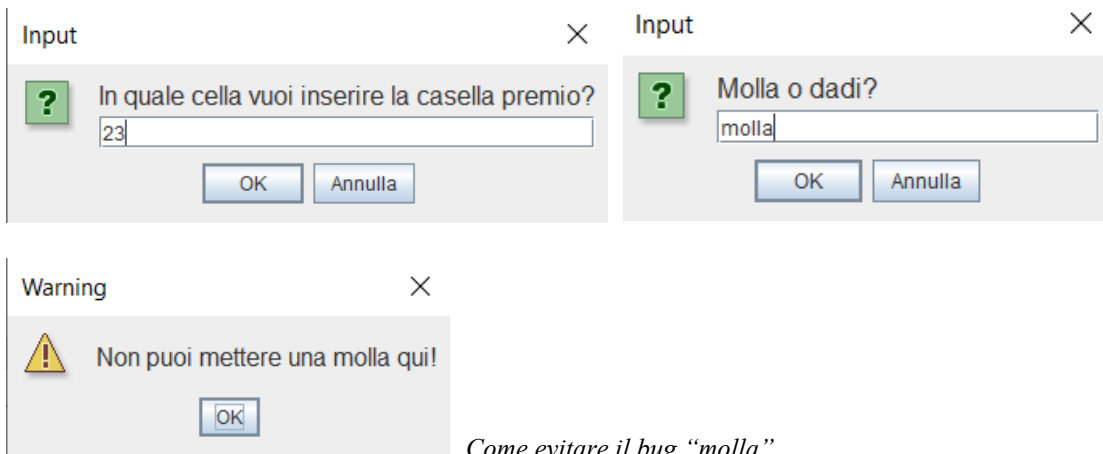 Input
In quale cella vuoi inserire la casella premio?
23
OK Annulla
Input
Molla o dadi?
molla
OK Annulla
Warning
Non puoi mettere una molla qui!
OK
Come evitare il bug “molla”